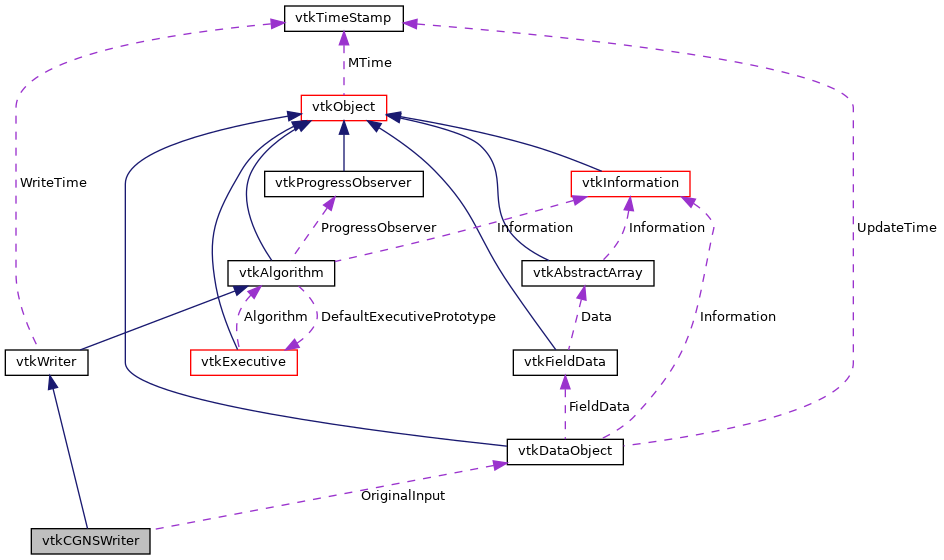 vtkTimeStamp
MTime
vtkObject
WriteTime
vtkProgressObserver
vtkInformation
ProgressObserver
Information
Information
UpdateTime
vtkAlgorithm
vtkAbstractArray
Algorithm
DefaultExecutivePrototype
Data
Information
vtkWriter
vtkExecutive
vtkFieldData
FieldData
vtkDataObject
OriginalInput
vtkCGNSWriter